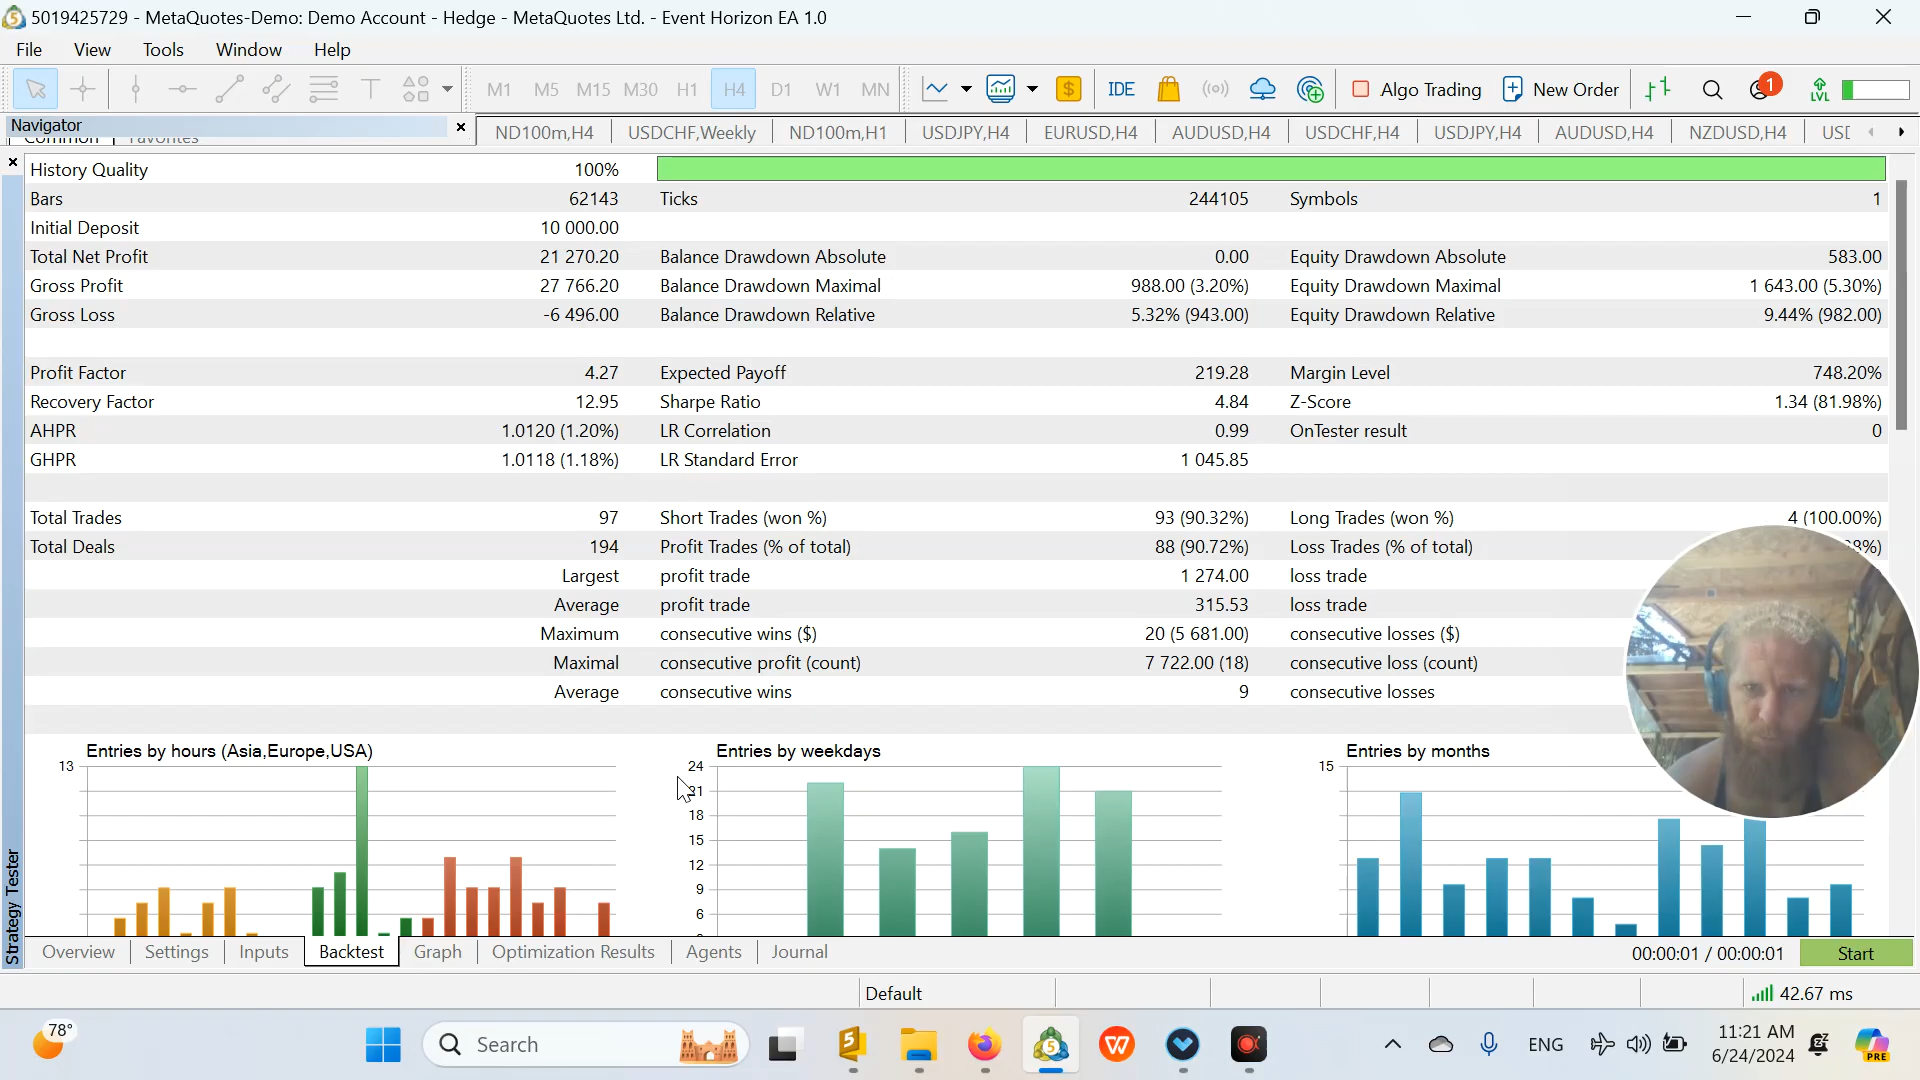 5019425729 - MetaQuotes-Demo: Demo Account - Hedge - MetaQuotes Ltd. - Event Horizon EA 1.0
File View Tools Window Help
M1 M5 M15 M30 H1 H4 D1 W1 MN IDE Algo Trading New Order LVL 1
Navigator
Common Favorites
ND100m,H4 USDCHF,Weekly ND100m,H1 USDJPY,H4 EURUSD,H4 AUDUSD,H4 USDCHF,H4 USDJPY,H4 AUDUSD,H4 NZDUSD,H4
History Quality 100%
Bars 62143 Ticks 244105 Symbols 1
Initial Deposit 10 000.00
Total Net Profit 21 270.20 Balance Drawdown Absolute 0.00 Equity Drawdown Absolute 583.00
Gross Profit 27 766.20 Balance Drawdown Maximal 988.00 (3.20%) Equity Drawdown Maximal 1 643.00 (5.30%)
Gross Loss -6 496.00 Balance Drawdown Relative 5.32% (943.00) Equity Drawdown Relative 9.44% (982.00)
Profit Factor 4.27 Expected Payoff 219.28 Margin Level 748.20%
Recovery Factor 12.95 Sharpe Ratio 4.84 Z-Score 1.34 (81.98%)
AHPR 1.0120 (1.20%) LR Correlation 0.99 OnTester result 0
GHPR 1.0118 (1.18%) LR Standard Error 1 045.85
Total Trades 97 Short Trades (won %) 93 (90.32%) Long Trades (won %) 4 (100.00%)
Total Deals 194 Profit Trades (% of total) 88 (90.72%) Loss Trades (% of total)
Largest profit trade 1 274.00 loss trade
Average profit trade 315.53 loss trade
Maximum consecutive wins ($) 20 (5 681.00) consecutive losses ($)
Maximal consecutive profit (count) 7 722.00 (18) consecutive loss (count)
Average consecutive wins 9 consecutive losses
Entries by hours (Asia,Europe,USA) Entries by weekdays Entries by months
13 24 15
21
18
15
12
9
6
Strategy Tester
Overview Settings Inputs Backtest Graph Optimization Results Agents Journal 00:00:01 / 00:00:01 Start
Default 42.67 ms
78° Search ENG 11:21 AM
6/24/2024
PRE